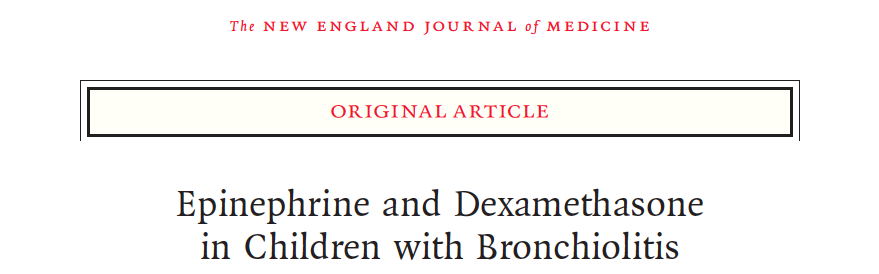 The NEW ENGLAND JOURNAL of MEDICINE
ORIGINAL ARTICLE
Epinephrine and Dexamethasone
in Children with Bronchiolitis